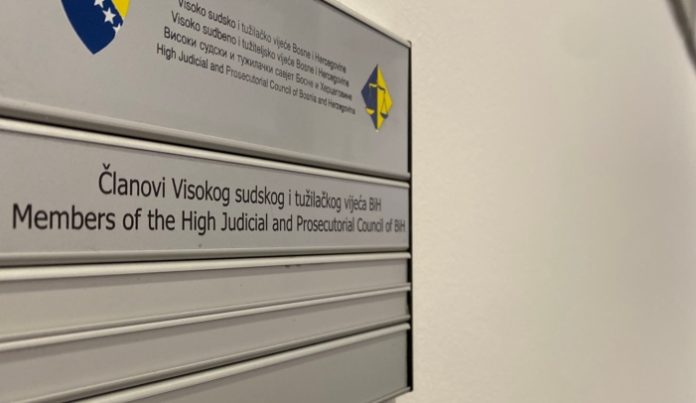 Visoko sudsko i tužilačko vijeće Bosne i Hercegovine
Visoko sudbeno i tužiteljsko vijeće Bosne i Hercegovine
Високи судски и тужилачки савјет Босне и Херцеговине
High Judicial and Prosecutorial Council of Bosnia and Herzegovina
Članovi Visokog sudskog i tužilačkog vijeća BiH
Members of the High Judicial and Prosecutorial Council of BiH